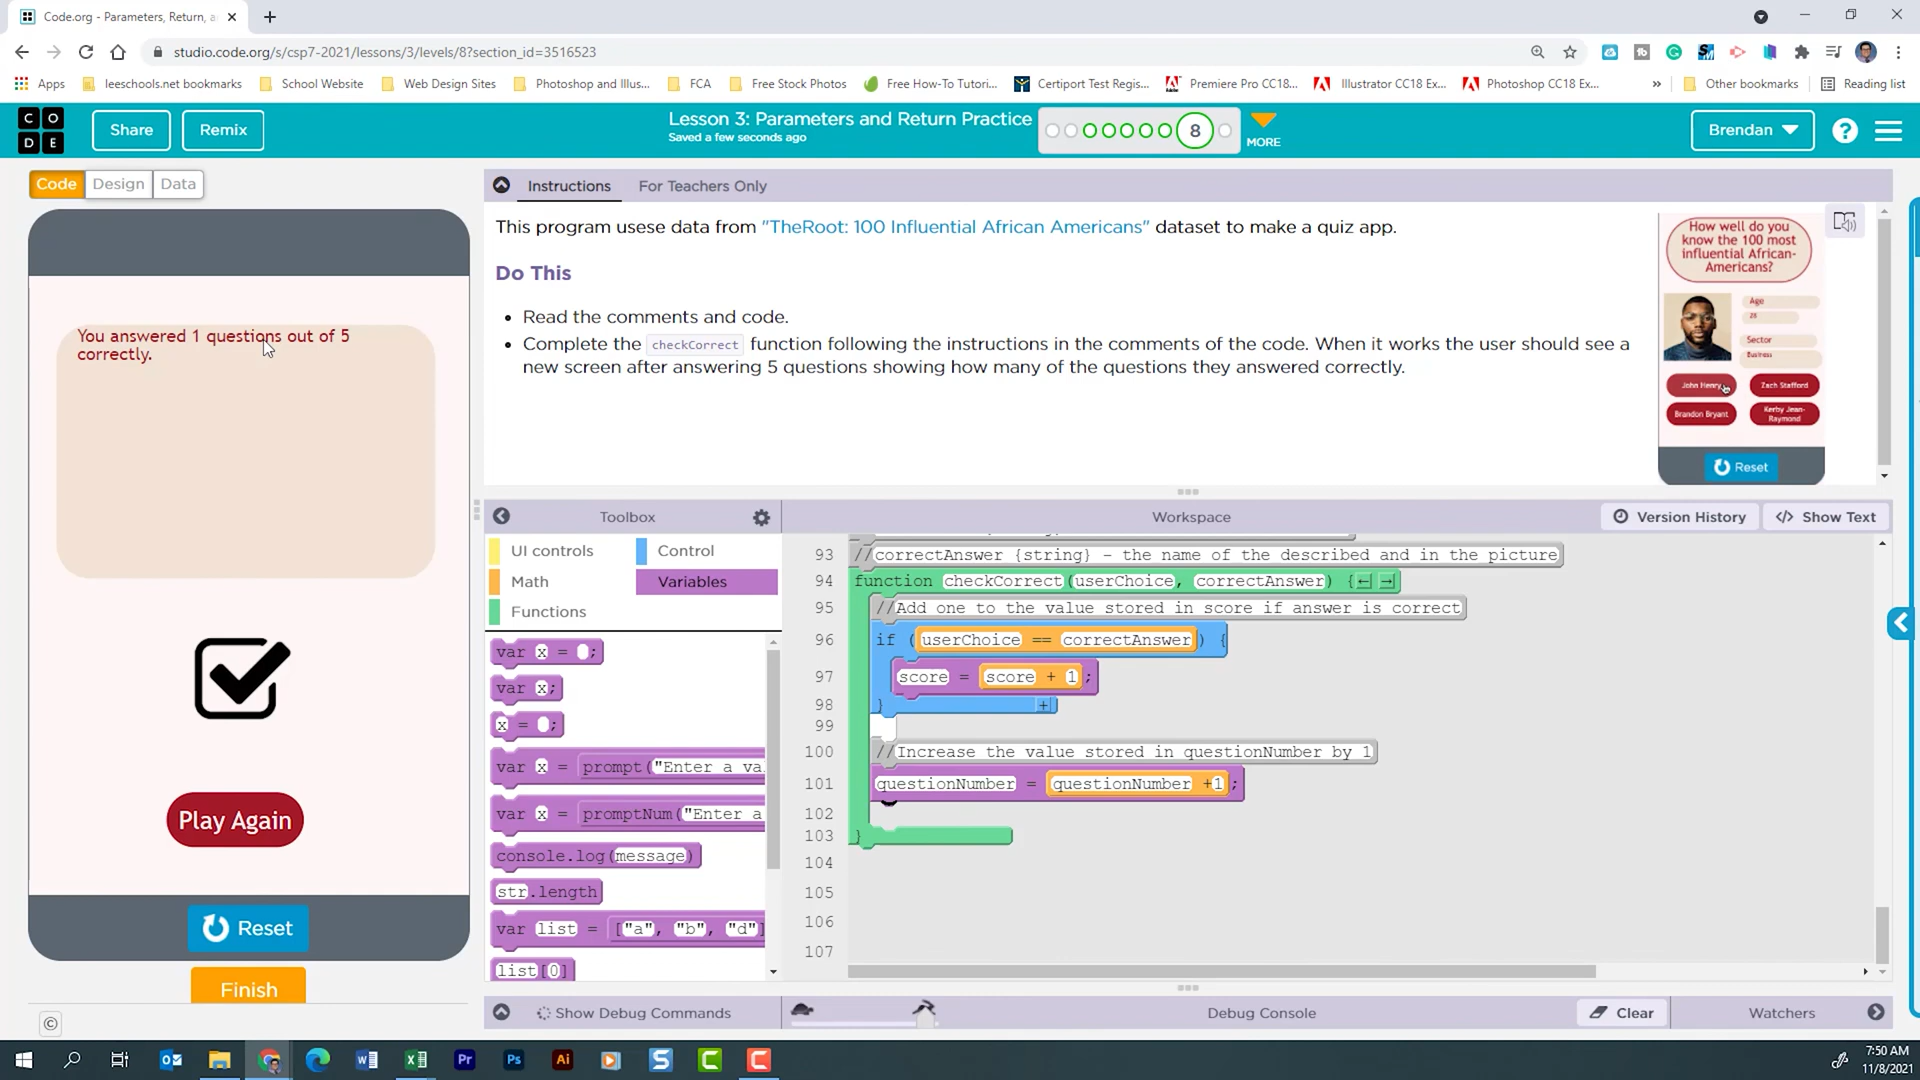 Code.org - Parameters, Return, a
studio.code.org/s/csp7-2021/lessons/3/levels/8?section_id=3516523
Apps
leeschools.net bookmarks
School Website
Web Design Sites
Photoshop and Illus...
FCA
Free Stock Photos
Free How-To Tutori...
Certiport Test Regis...
Premiere Pro CC18...
Illustrator CC18 Ex...
Photoshop CC18 Ex...
»
Other bookmarks
Reading list
C O
D E
Share
Remix
Lesson 3: Parameters and Return Practice
Saved a few seconds ago
8
MORE
Brendan
?
Code
Design
Data
Instructions
For Teachers Only
This program usese data from "TheRoot: 100 Influential African Americans" dataset to make a quiz app.
Do This
• Read the comments and code.
• Complete the checkCorrect function following the instructions in the comments of the code. When it works the user should see a
new screen after answering 5 questions showing how many of the questions they answered correctly.
How well do you
know the 100 most
influential African-
Americans?
Age
28
Sector
Business
John Henry
Zach Stafford
Brandon Bryant
Kerby Jean-
Raymond
Reset
You answered 1 questions out of 5
correctly.
Play Again
Reset
Finish
©
Toolbox
Workspace
Version History
Show Text
UI controls
Control
Math
Variables
Functions
var x = ;
var x;
x = ;
var x = prompt("Enter a va
var x = promptNum("Enter a
console.log(message)
str.length
var list = ["a", "b", "d"]
list[0]
93 //correctAnswer {string} - the name of the described and in the picture
94 function checkCorrect(userChoice, correctAnswer) {
95 //Add one to the value stored in score if answer is correct
96 if (userChoice == correctAnswer) {
97 score = score + 1;
98 } +
99
100 //Increase the value stored in questionNumber by 1
101 questionNumber = questionNumber +1;
102
103 }
104
105
106
107
Show Debug Commands
Debug Console
Clear
Watchers
7:50 AM
11/8/2021